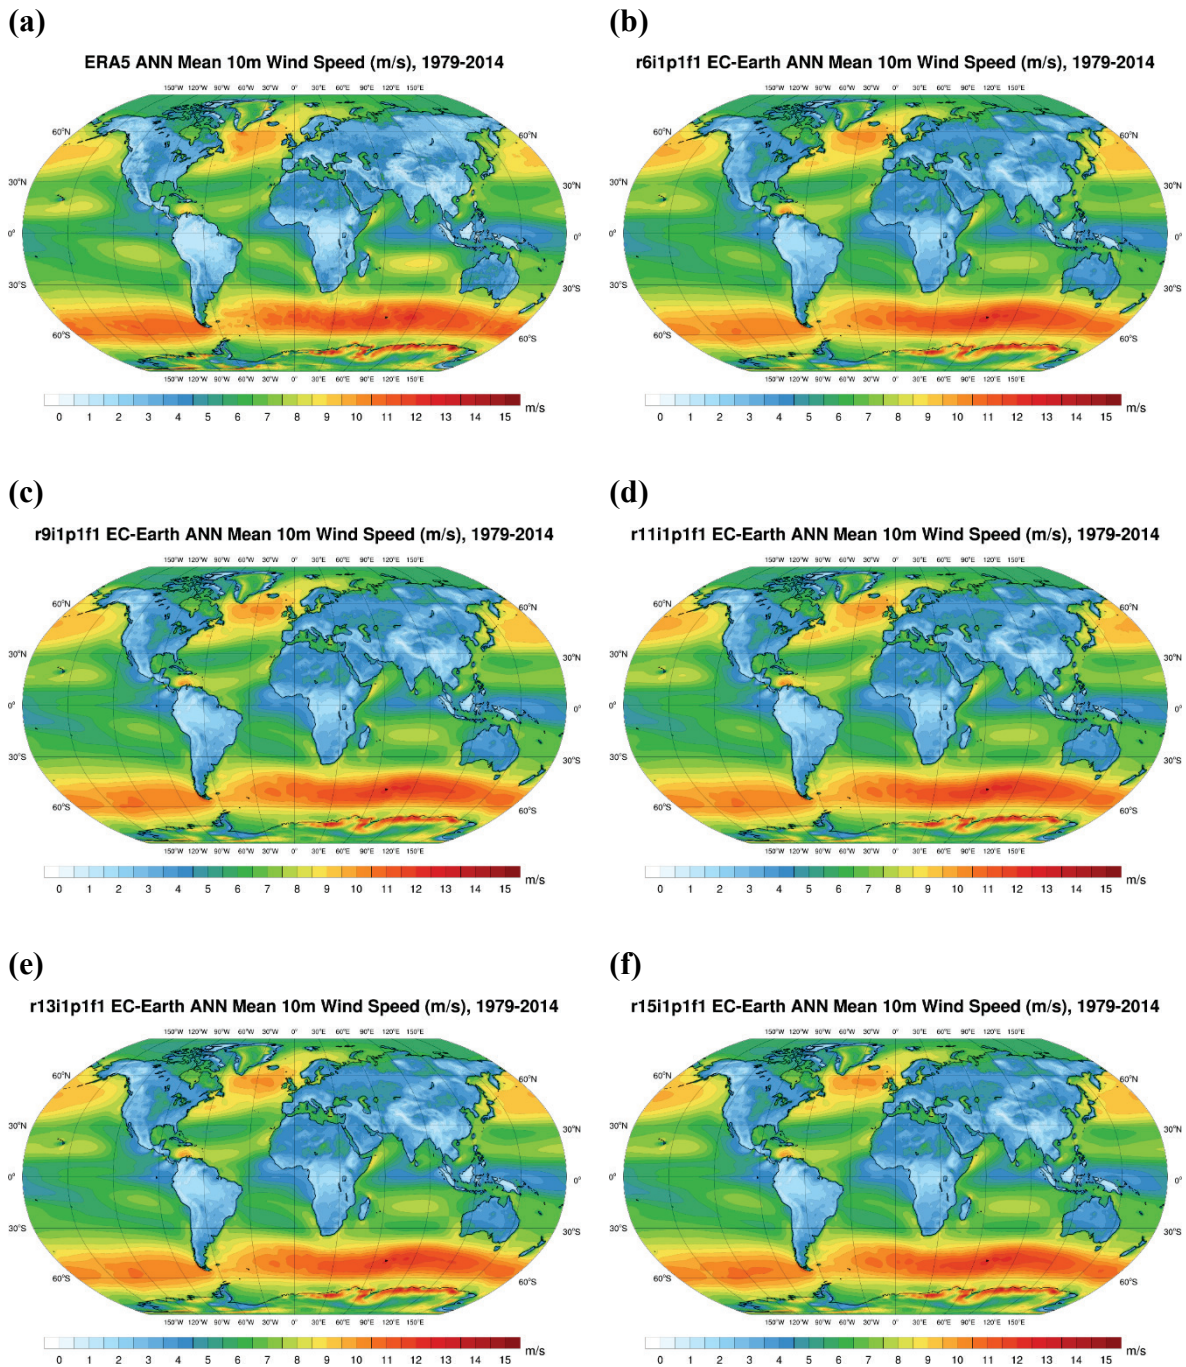 (a)
ERA5 ANN Mean 10m Wind Speed (m/s), 1979-2014
150°W 120°W 90°W 60°W 30°W 0° 30°E 60°E 90°E 120°E 150°E
60°N 60°N
30°N 30°N
0° 0°
30°S 30°S
60°S 60°S
150°W 120°W 90°W 60°W 30°W 0° 30°E 60°E 90°E 120°E 150°E
m/s
0 1 2 3 4 5 6 7 8 9 10 11 12 13 14 15
(b)
r6i1p1f1 EC-Earth ANN Mean 10m Wind Speed (m/s), 1979-2014
150°W 120°W 90°W 60°W 30°W 0° 30°E 60°E 90°E 120°E 150°E
60°N 60°N
30°N 30°N
0° 0°
30°S 30°S
60°S 60°S
150°W 120°W 90°W 60°W 30°W 0° 30°E 60°E 90°E 120°E 150°E
m/s
0 1 2 3 4 5 6 7 8 9 10 11 12 13 14 15
(c)
r9i1p1f1 EC-Earth ANN Mean 10m Wind Speed (m/s), 1979-2014
150°W 120°W 90°W 60°W 30°W 0° 30°E 60°E 90°E 120°E 150°E
60°N 60°N
30°N 30°N
0° 0°
30°S 30°S
60°S 60°S
150°W 120°W 90°W 60°W 30°W 0° 30°E 60°E 90°E 120°E 150°E
m/s
0 1 2 3 4 5 6 7 8 9 10 11 12 13 14 15
(d)
r11i1p1f1 EC-Earth ANN Mean 10m Wind Speed (m/s), 1979-2014
150°W 120°W 90°W 60°W 30°W 0° 30°E 60°E 90°E 120°E 150°E
60°N 60°N
30°N 30°N
0° 0°
30°S 30°S
60°S 60°S
150°W 120°W 90°W 60°W 30°W 0° 30°E 60°E 90°E 120°E 150°E
m/s
0 1 2 3 4 5 6 7 8 9 10 11 12 13 14 15
(e)
r13i1p1f1 EC-Earth ANN Mean 10m Wind Speed (m/s), 1979-2014
150°W 120°W 90°W 60°W 30°W 0° 30°E 60°E 90°E 120°E 150°E
60°N 60°N
30°N 30°N
0° 0°
30°S 30°S
60°S 60°S
150°W 120°W 90°W 60°W 30°W 0° 30°E 60°E 90°E 120°E 150°E
m/s
0 1 2 3 4 5 6 7 8 9 10 11 12 13 14 15
(f)
r15i1p1f1 EC-Earth ANN Mean 10m Wind Speed (m/s), 1979-2014
150°W 120°W 90°W 60°W 30°W 0° 30°E 60°E 90°E 120°E 150°E
60°N 60°N
30°N 30°N
0° 0°
30°S 30°S
60°S 60°S
150°W 120°W 90°W 60°W 30°W 0° 30°E 60°E 90°E 120°E 150°E
m/s
0 1 2 3 4 5 6 7 8 9 10 11 12 13 14 15